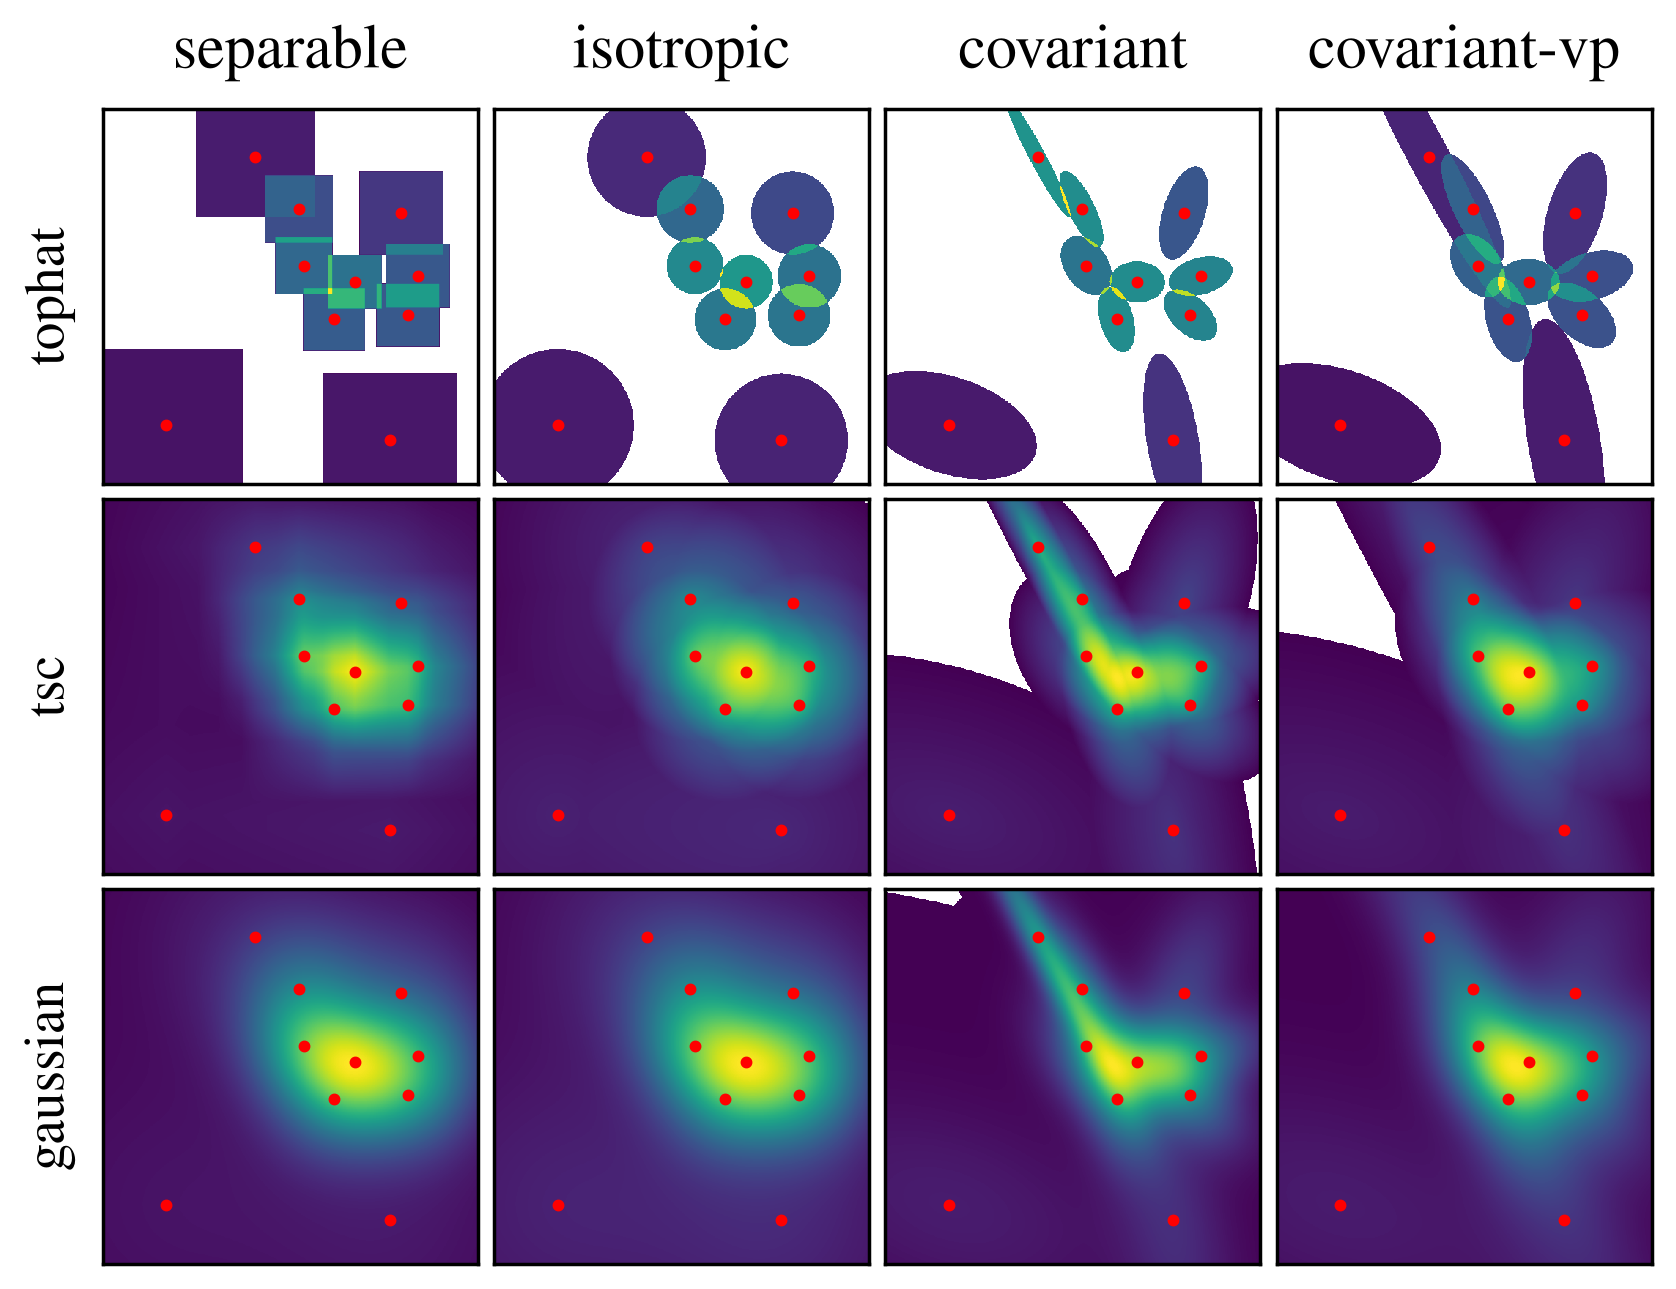 separable
isotropic
covariant
covariant-vp
tophat
tsc
gaussian